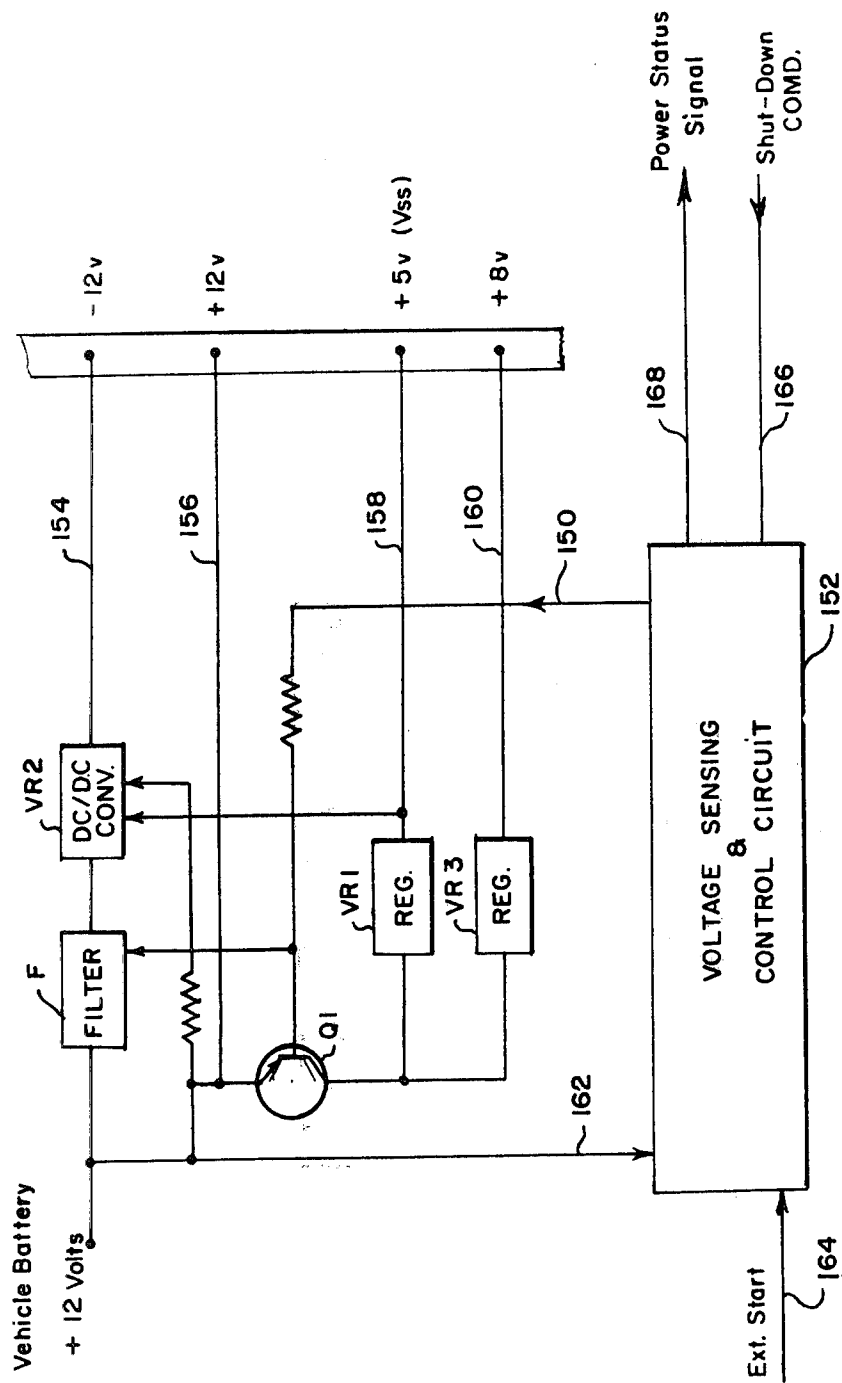 Vehicle Battery
+ 12 Volts
F
FILTER
VR2
DC/DC
CONV.
154
- 12v
156
+ 12v
Q1
VR1
REG.
158
+ 5v (Vss)
VR3
REG.
160
+ 8v
150
162
VOLTAGE SENSING
&
CONTROL CIRCUIT
152
Ext. Start
164
168
Power Status
Signal
166
Shut-Down
COMD.